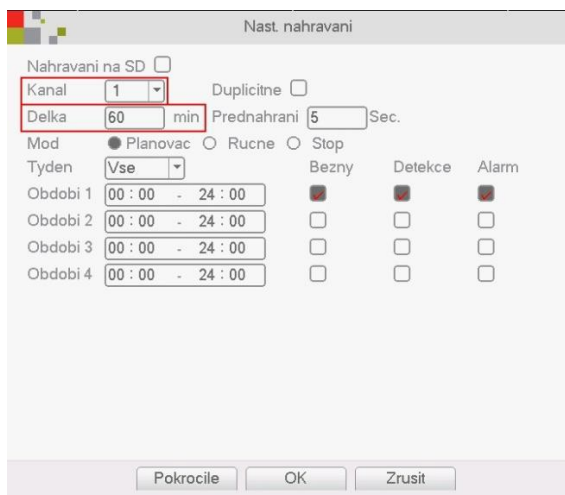 Nast. nahravani
Nahravani na SD
Kanal 1 Duplicitne
Delka 60 min Prednahrani 5 Sec.
Mod Planovac Rucne Stop
Tyden Vse Bezny Detekce Alarm
Obdobi 1 00:00 - 24:00
Obdobi 2 00:00 - 24:00
Obdobi 3 00:00 - 24:00
Obdobi 4 00:00 - 24:00
Pokrocile OK Zrusit